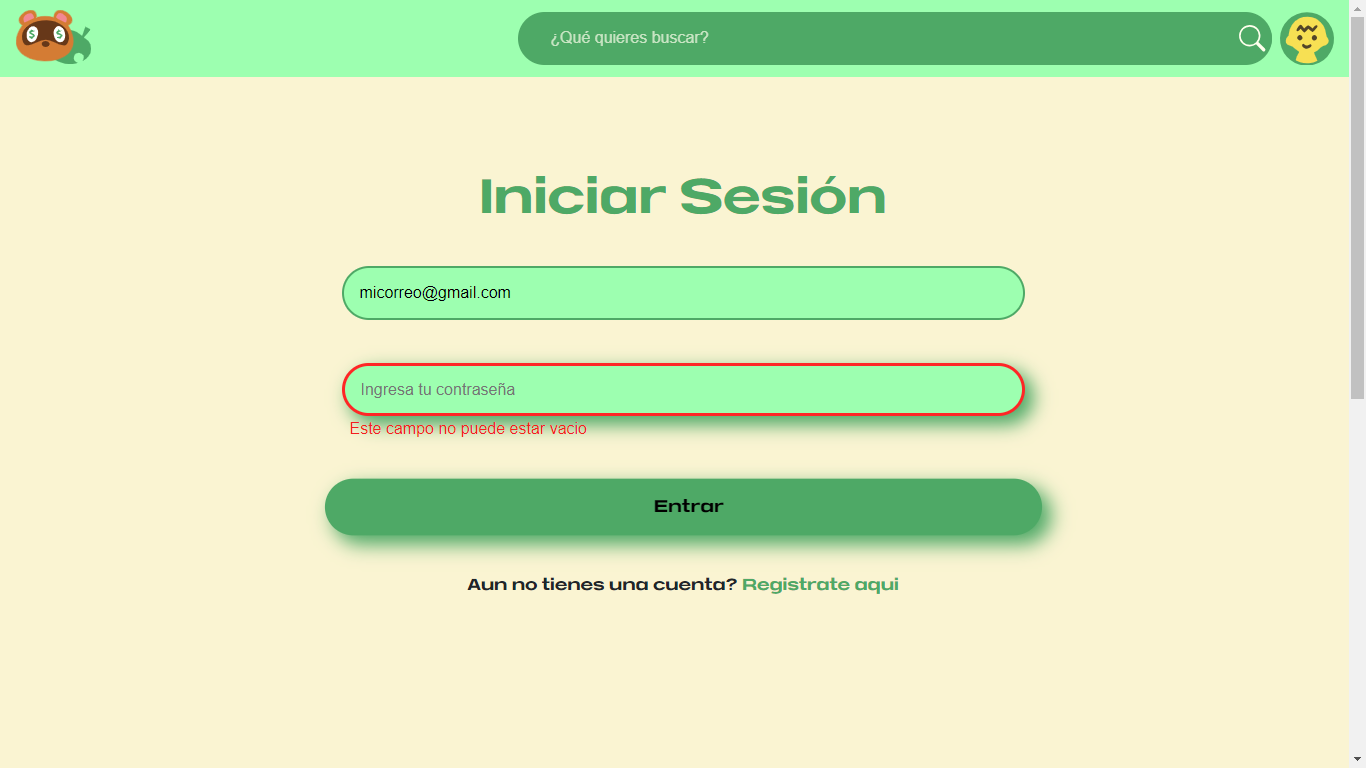 ¿Qué quieres buscar?
Iniciar Sesión
micorreo@gmail.com
Ingresa tu contraseña
Este campo no puede estar vacio
Entrar
Aun no tienes una cuenta? Registrate aqui